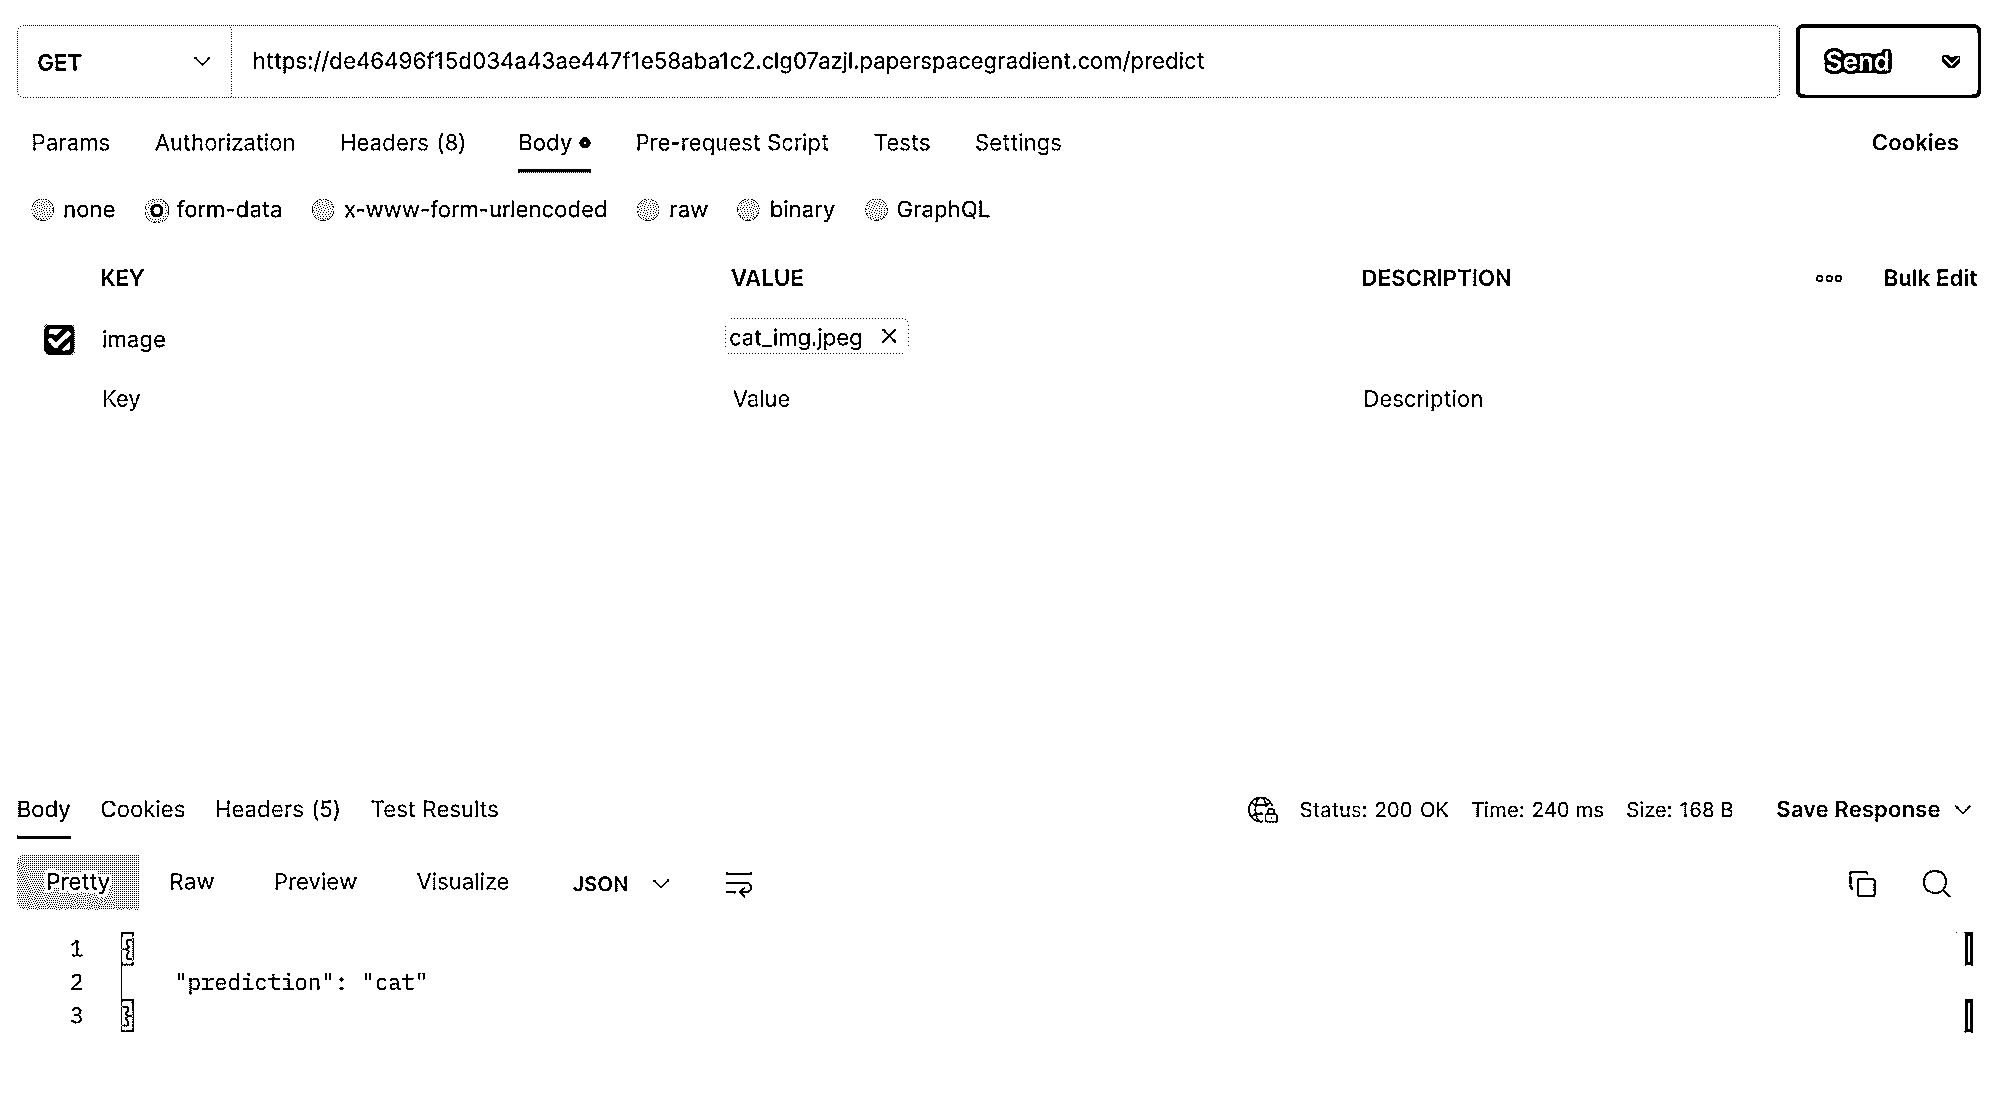 GET https://de46496f15d034a43ae447f1e58aba1c2.clg07azjl.paperspacegradient.com/predict Send
Params Authorization Headers (8) Body Pre-request Script Tests Settings Cookies
none form-data x-www-form-urlencoded raw binary GraphQL
KEY VALUE DESCRIPTION Bulk Edit
image cat_img.jpeg
Key Value Description
Body Cookies Headers (5) Test Results Status: 200 OK Time: 240 ms Size: 168 B Save Response
Pretty Raw Preview Visualize JSON
1 {
2 "prediction": "cat"
3 }